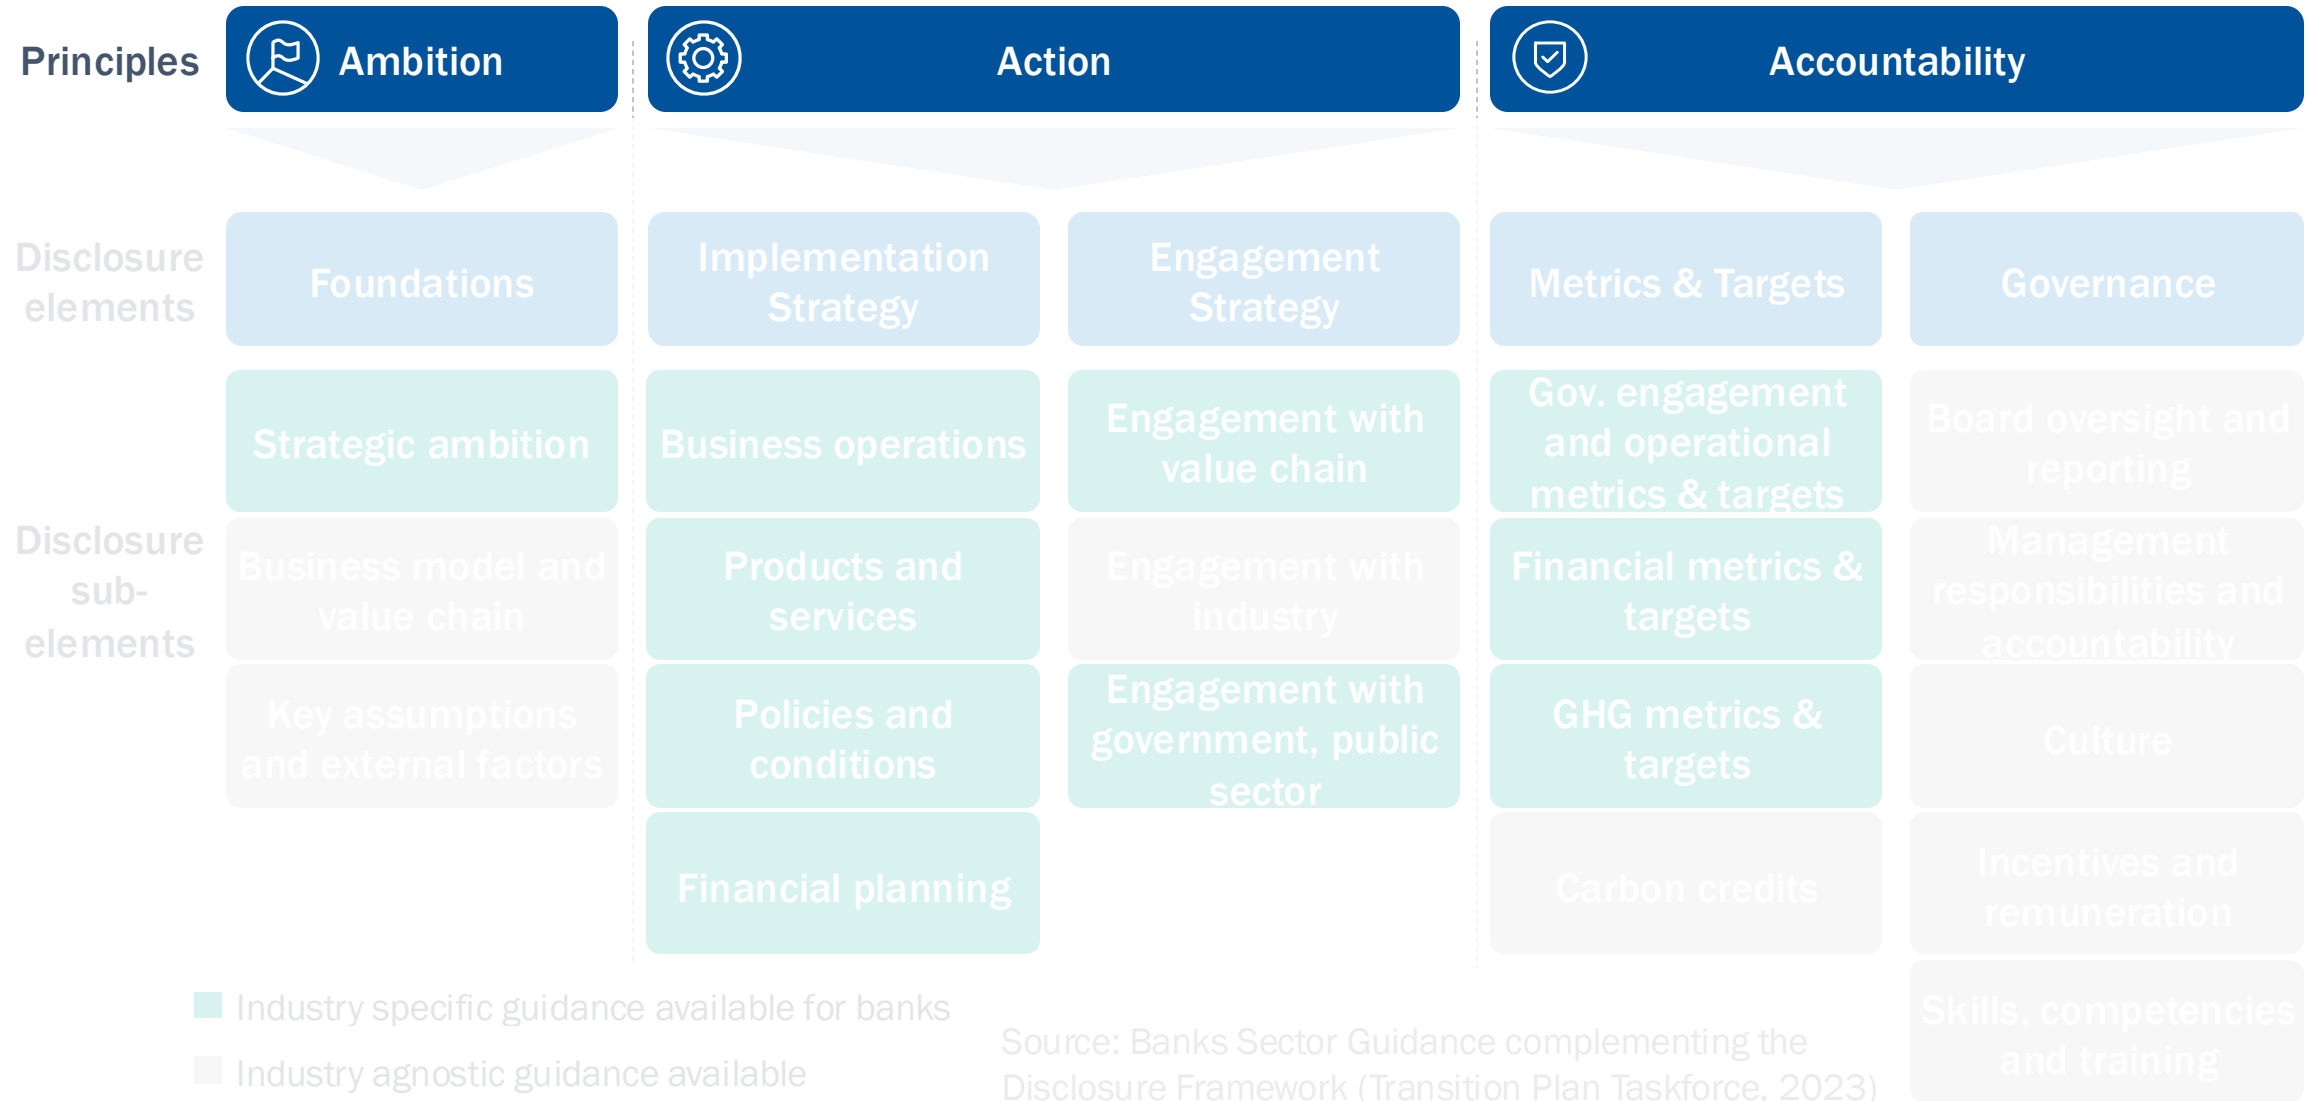 Principles
Ambition
Action
Accountability
Disclosure
elements
Foundations
Implementation
Strategy
Engagement
Strategy
Metrics & Targets
Governance
Disclosure
sub-
elements
Strategic ambition
Business model and
value chain
Key assumptions
and external factors
Business operations
Products and
services
Policies and
conditions
Financial planning
Engagement with
value chain
Engagement with
industry
Engagement with
government, public
sector
Gov. engagement
and operational
metrics & targets
Financial metrics &
targets
GHG metrics &
targets
Carbon credits
Board oversight and
reporting
Management
responsibilities and
accountability
Culture
Incentives and
remuneration
Skills, competencies
and training
Industry specific guidance available for banks
Industry agnostic guidance available
Source: Banks Sector Guidance complementing the
Disclosure Framework (Transition Plan Taskforce, 2023)